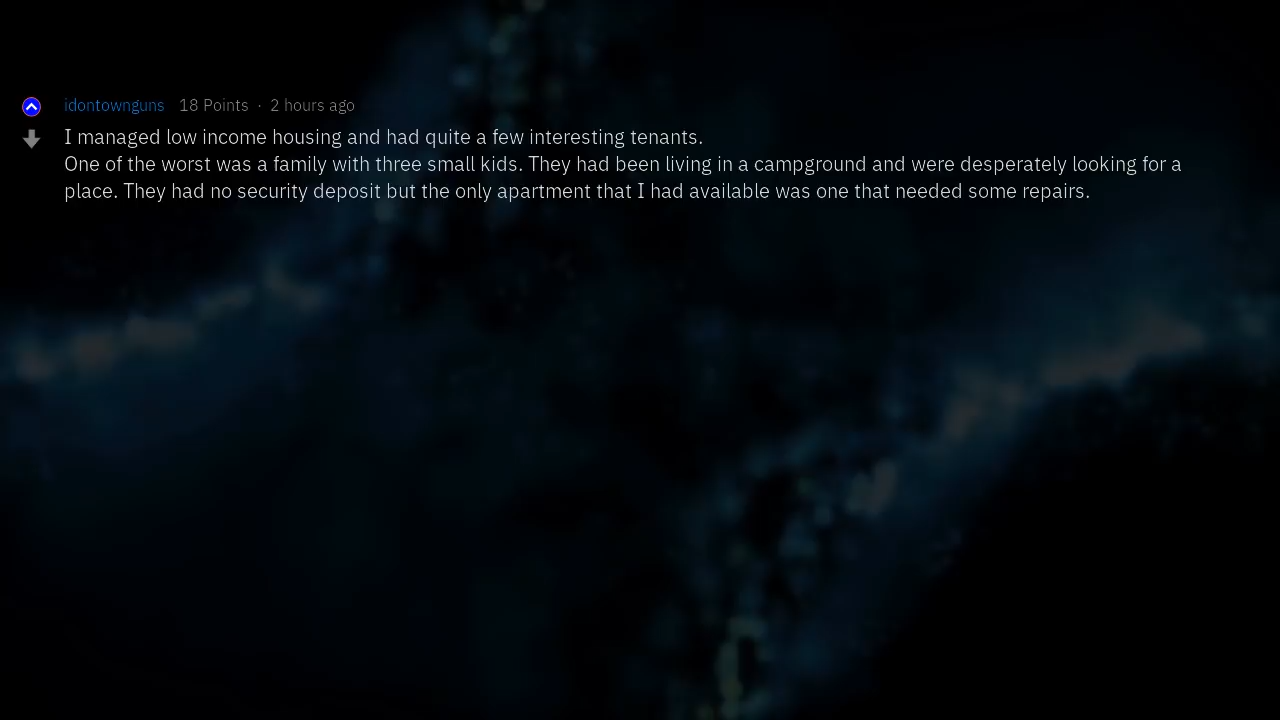 idontownguns 18 Points · 2 hours ago
I managed low income housing and had quite a few interesting tenants.
One of the worst was a family with three small kids. They had been living in a campground and were desperately looking for a
place. They had no security deposit but the only apartment that I had available was one that needed some repairs.